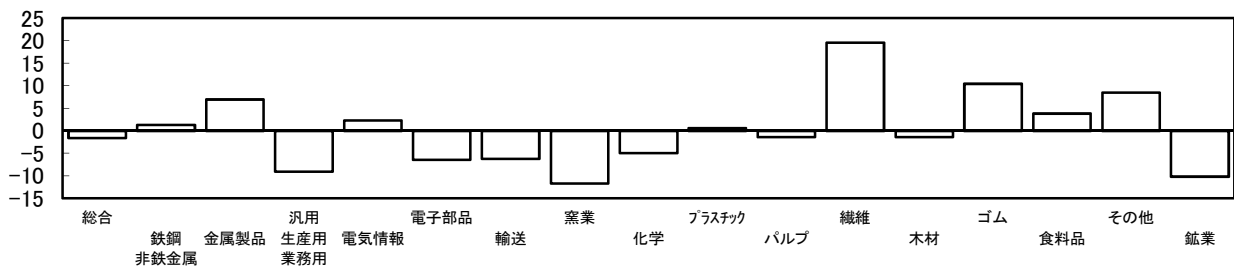 25
20
15
10
5
0
-5
-10
-15
総合
鉄鋼
非鉄金属
金属製品
汎用
生産用
業務用
電気情報
電子部品
輸送
窯業
化学
ﾌﾟﾗｽﾁｯｸ
パルプ
繊維
木材
ゴム
食料品
その他
鉱業